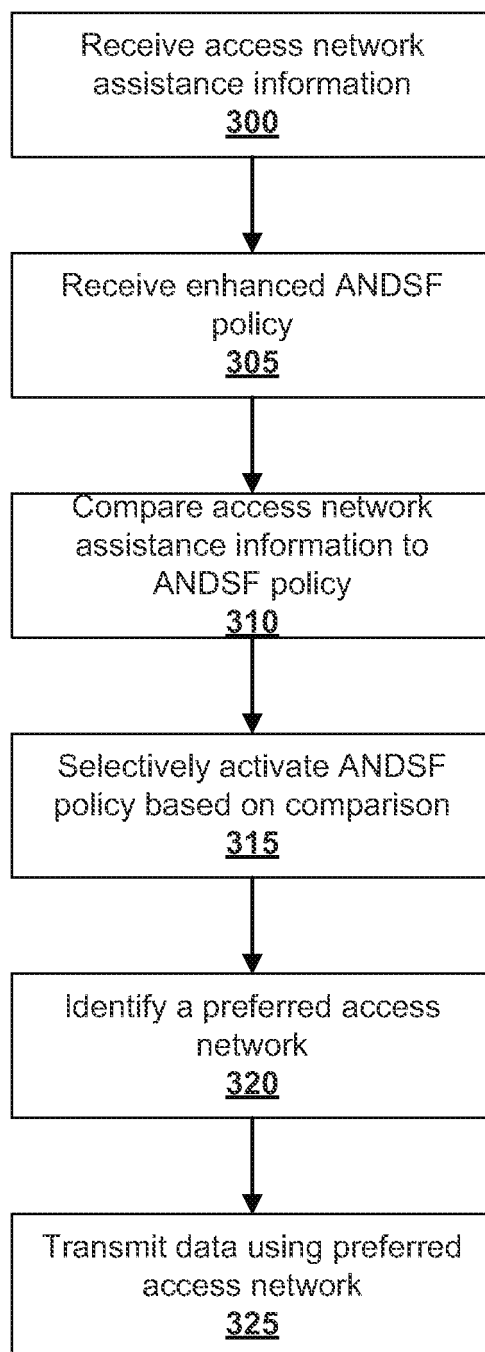 Receive access network
assistance information
300
Receive enhanced ANDSF
policy
305
Compare access network
assistance information to
ANDSF policy
310
Selectively activate ANDSF
policy based on comparison
315
Identify a preferred access
network
320
Transmit data using preferred
access network
325